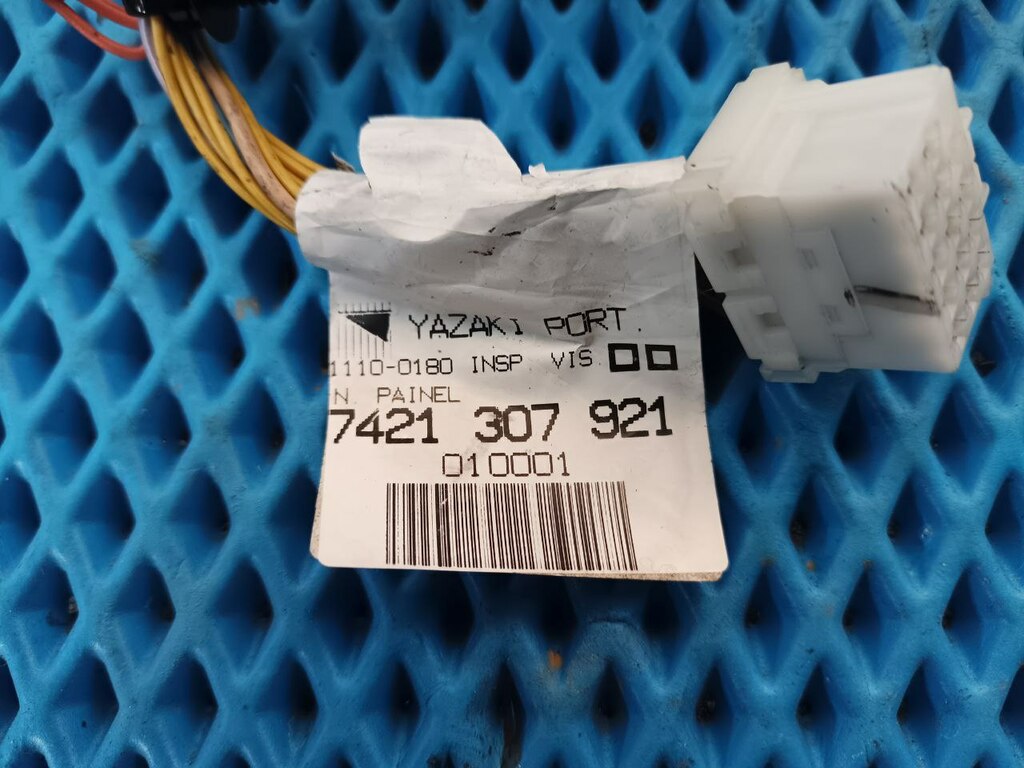 YAZAKI PORT.
1110-0180 INSP VIS
N PAINEL
7421 307 921
010001